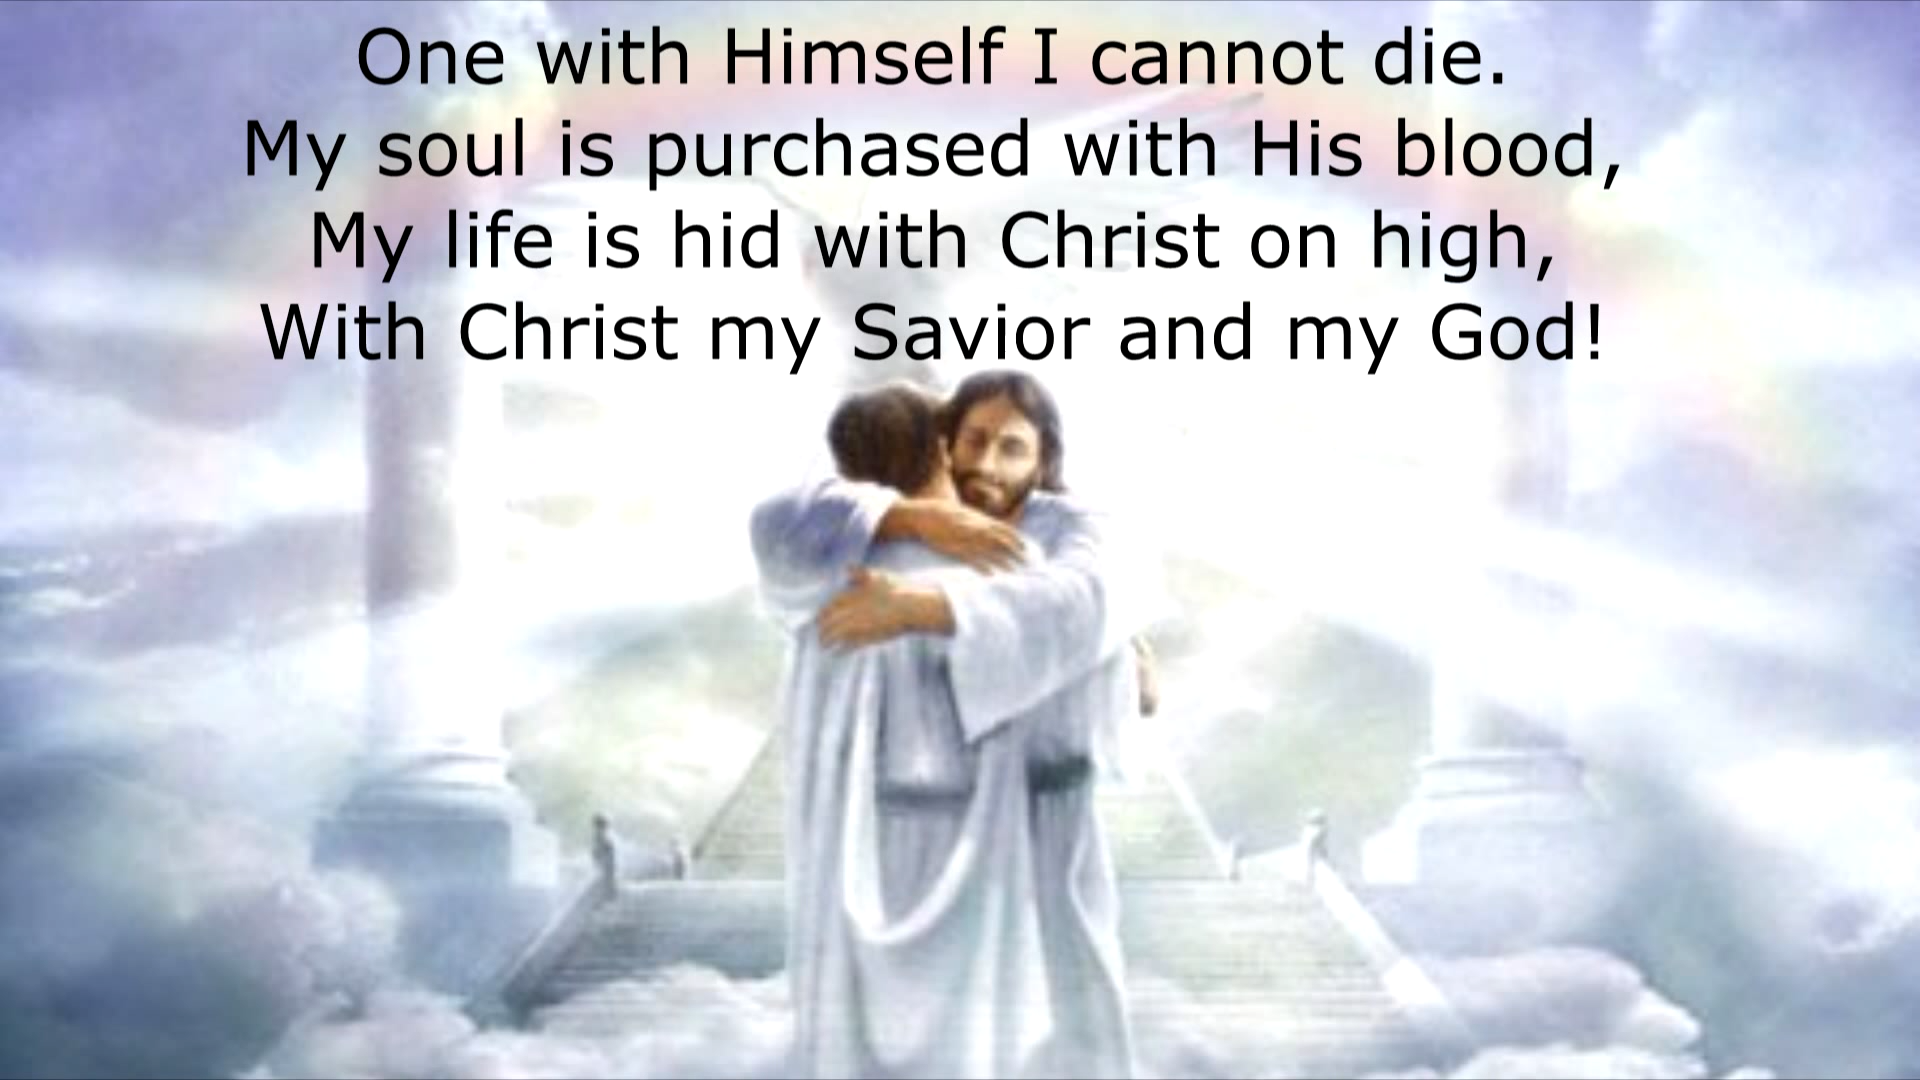 One with Himself I cannot die.
My soul is purchased with His blood,
My life is hid with Christ on high,
With Christ my Savior and my God!